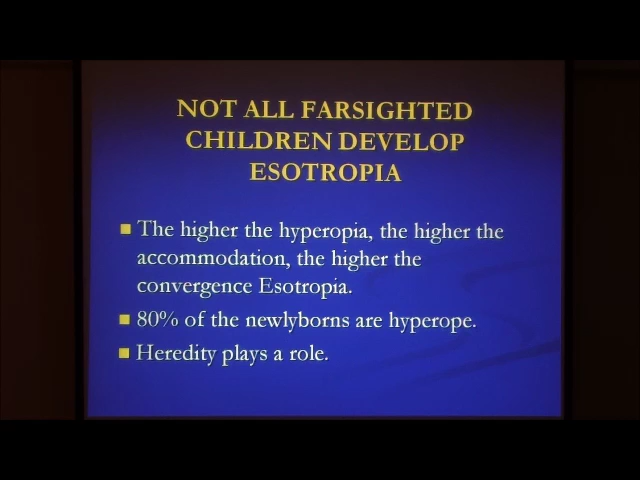 NOT ALL FARSIGHTED
CHILDREN DEVELOP
ESOTROPIA
The higher the hyperopia, the higher the
accommodation, the higher the
convergence Esotropia.
80% of the newlyborns are hyperope.
Heredity plays a role.